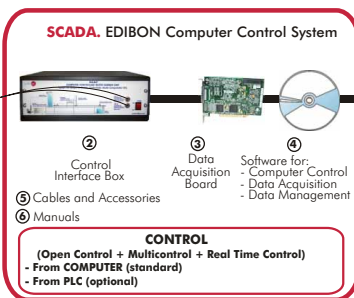 SCADA. EDIBON Computer Control System
②
Control
Interface Box
③
Data
Acquisition
Board
④
Software for:
- Computer Control
- Data Acquisition
- Data Management
⑤ Cables and Accessories
⑥ Manuals
CONTROL
(Open Control + Multicontrol + Real Time Control)
- From COMPUTER (standard)
- From PLC (optional)